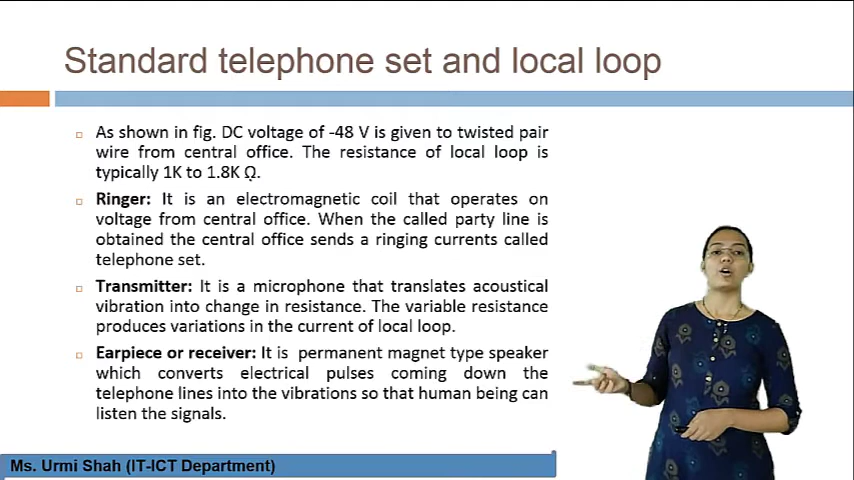 Standard telephone set and local loop
As shown in fig. DC voltage of -48 V is given to twisted pair
wire from central office. The resistance of local loop is
typically 1K to 1.8K Ω.
Ringer: It is an electromagnetic coil that operates on
voltage from central office. When the called party line is
obtained the central office sends a ringing currents called
telephone set.
Transmitter: It is a microphone that translates acoustical
vibration into change in resistance. The variable resistance
produces variations in the current of local loop.
Earpiece or receiver: It is permanent magnet type speaker
which converts electrical pulses coming down the
telephone lines into the vibrations so that human being can
listen the signals.
Ms. Urmi Shah (IT-ICT Department)